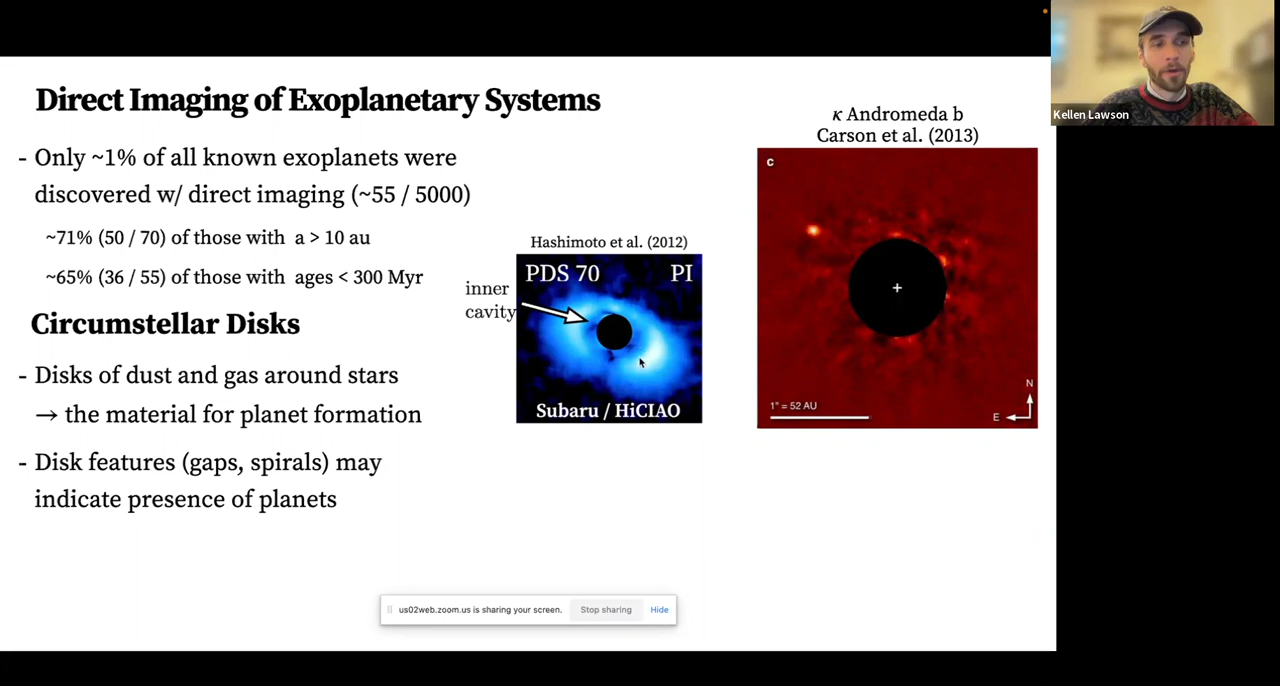 Direct Imaging of Exoplanetary Systems
- Only ~1% of all known exoplanets were
discovered w/ direct imaging (~55 / 5000)
~71% (50 / 70) of those with a > 10 au
~65% (36 / 55) of those with ages < 300 Myr
Circumstellar Disks
- Disks of dust and gas around stars
→ the material for planet formation
- Disk features (gaps, spirals) may
indicate presence of planets
Hashimoto et al. (2012)
PDS 70 PI
inner
cavity
Subaru / HiCIAO
κ Andromeda b
Carson et al. (2013)
c
1" = 52 AU
N
E
Kellen Lawson
us02web.zoom.us is sharing your screen. Stop sharing Hide